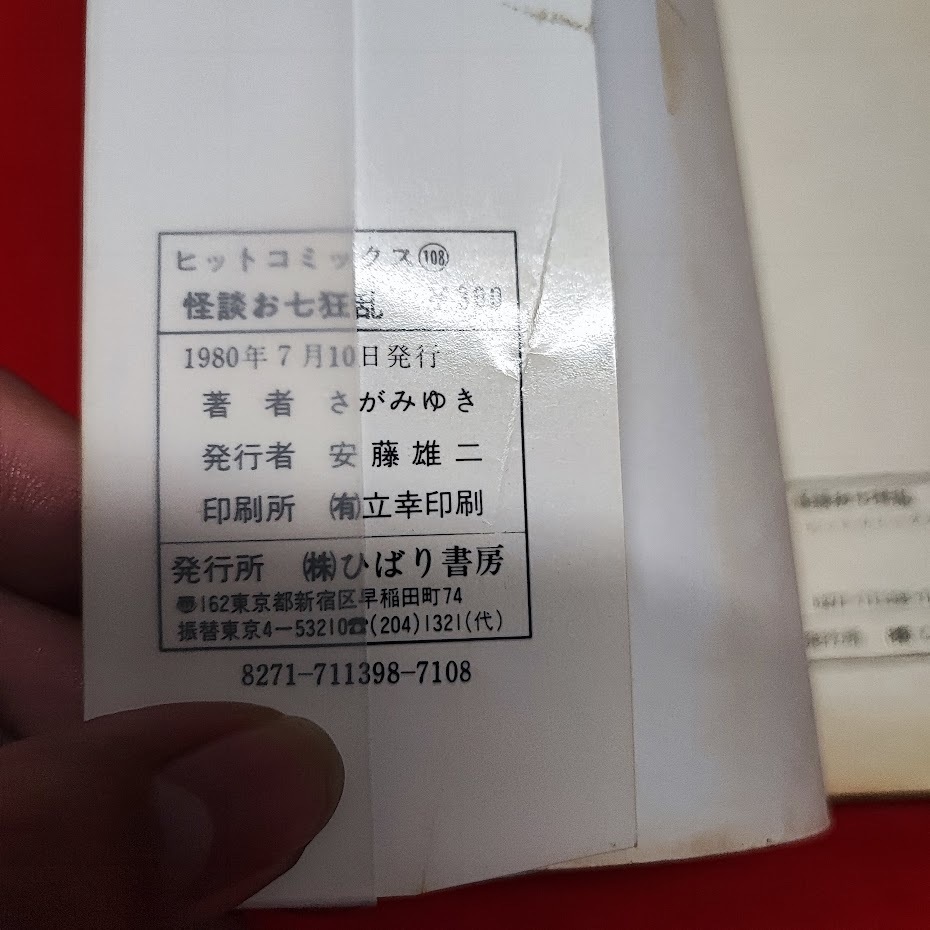 ヒットコミックス 108
怪談お七狂乱 ¥300
1980年7月10日発行
著者 さがみゆき
発行者 安藤雄二
印刷所 ㈲立幸印刷
発行所 ㈱ひばり書房
〠162東京都新宿区早稲田町74
振替東京4-53210☎(204)1321(代)
8271-711398-7108